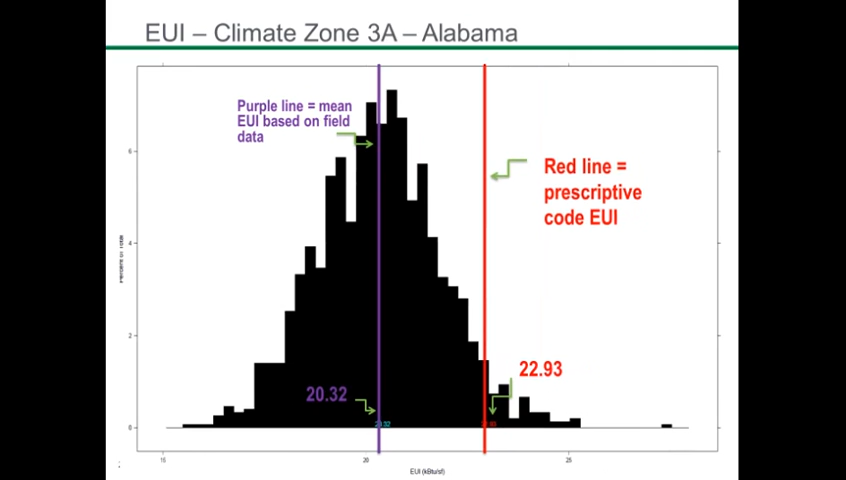 EUI – Climate Zone 3A – Alabama
Purple line = mean
EUI based on field
data
Red line =
prescriptive
code EUI
6
4
2
0
22.93
20.32
15
20
25
EUI (kBtu/sf)